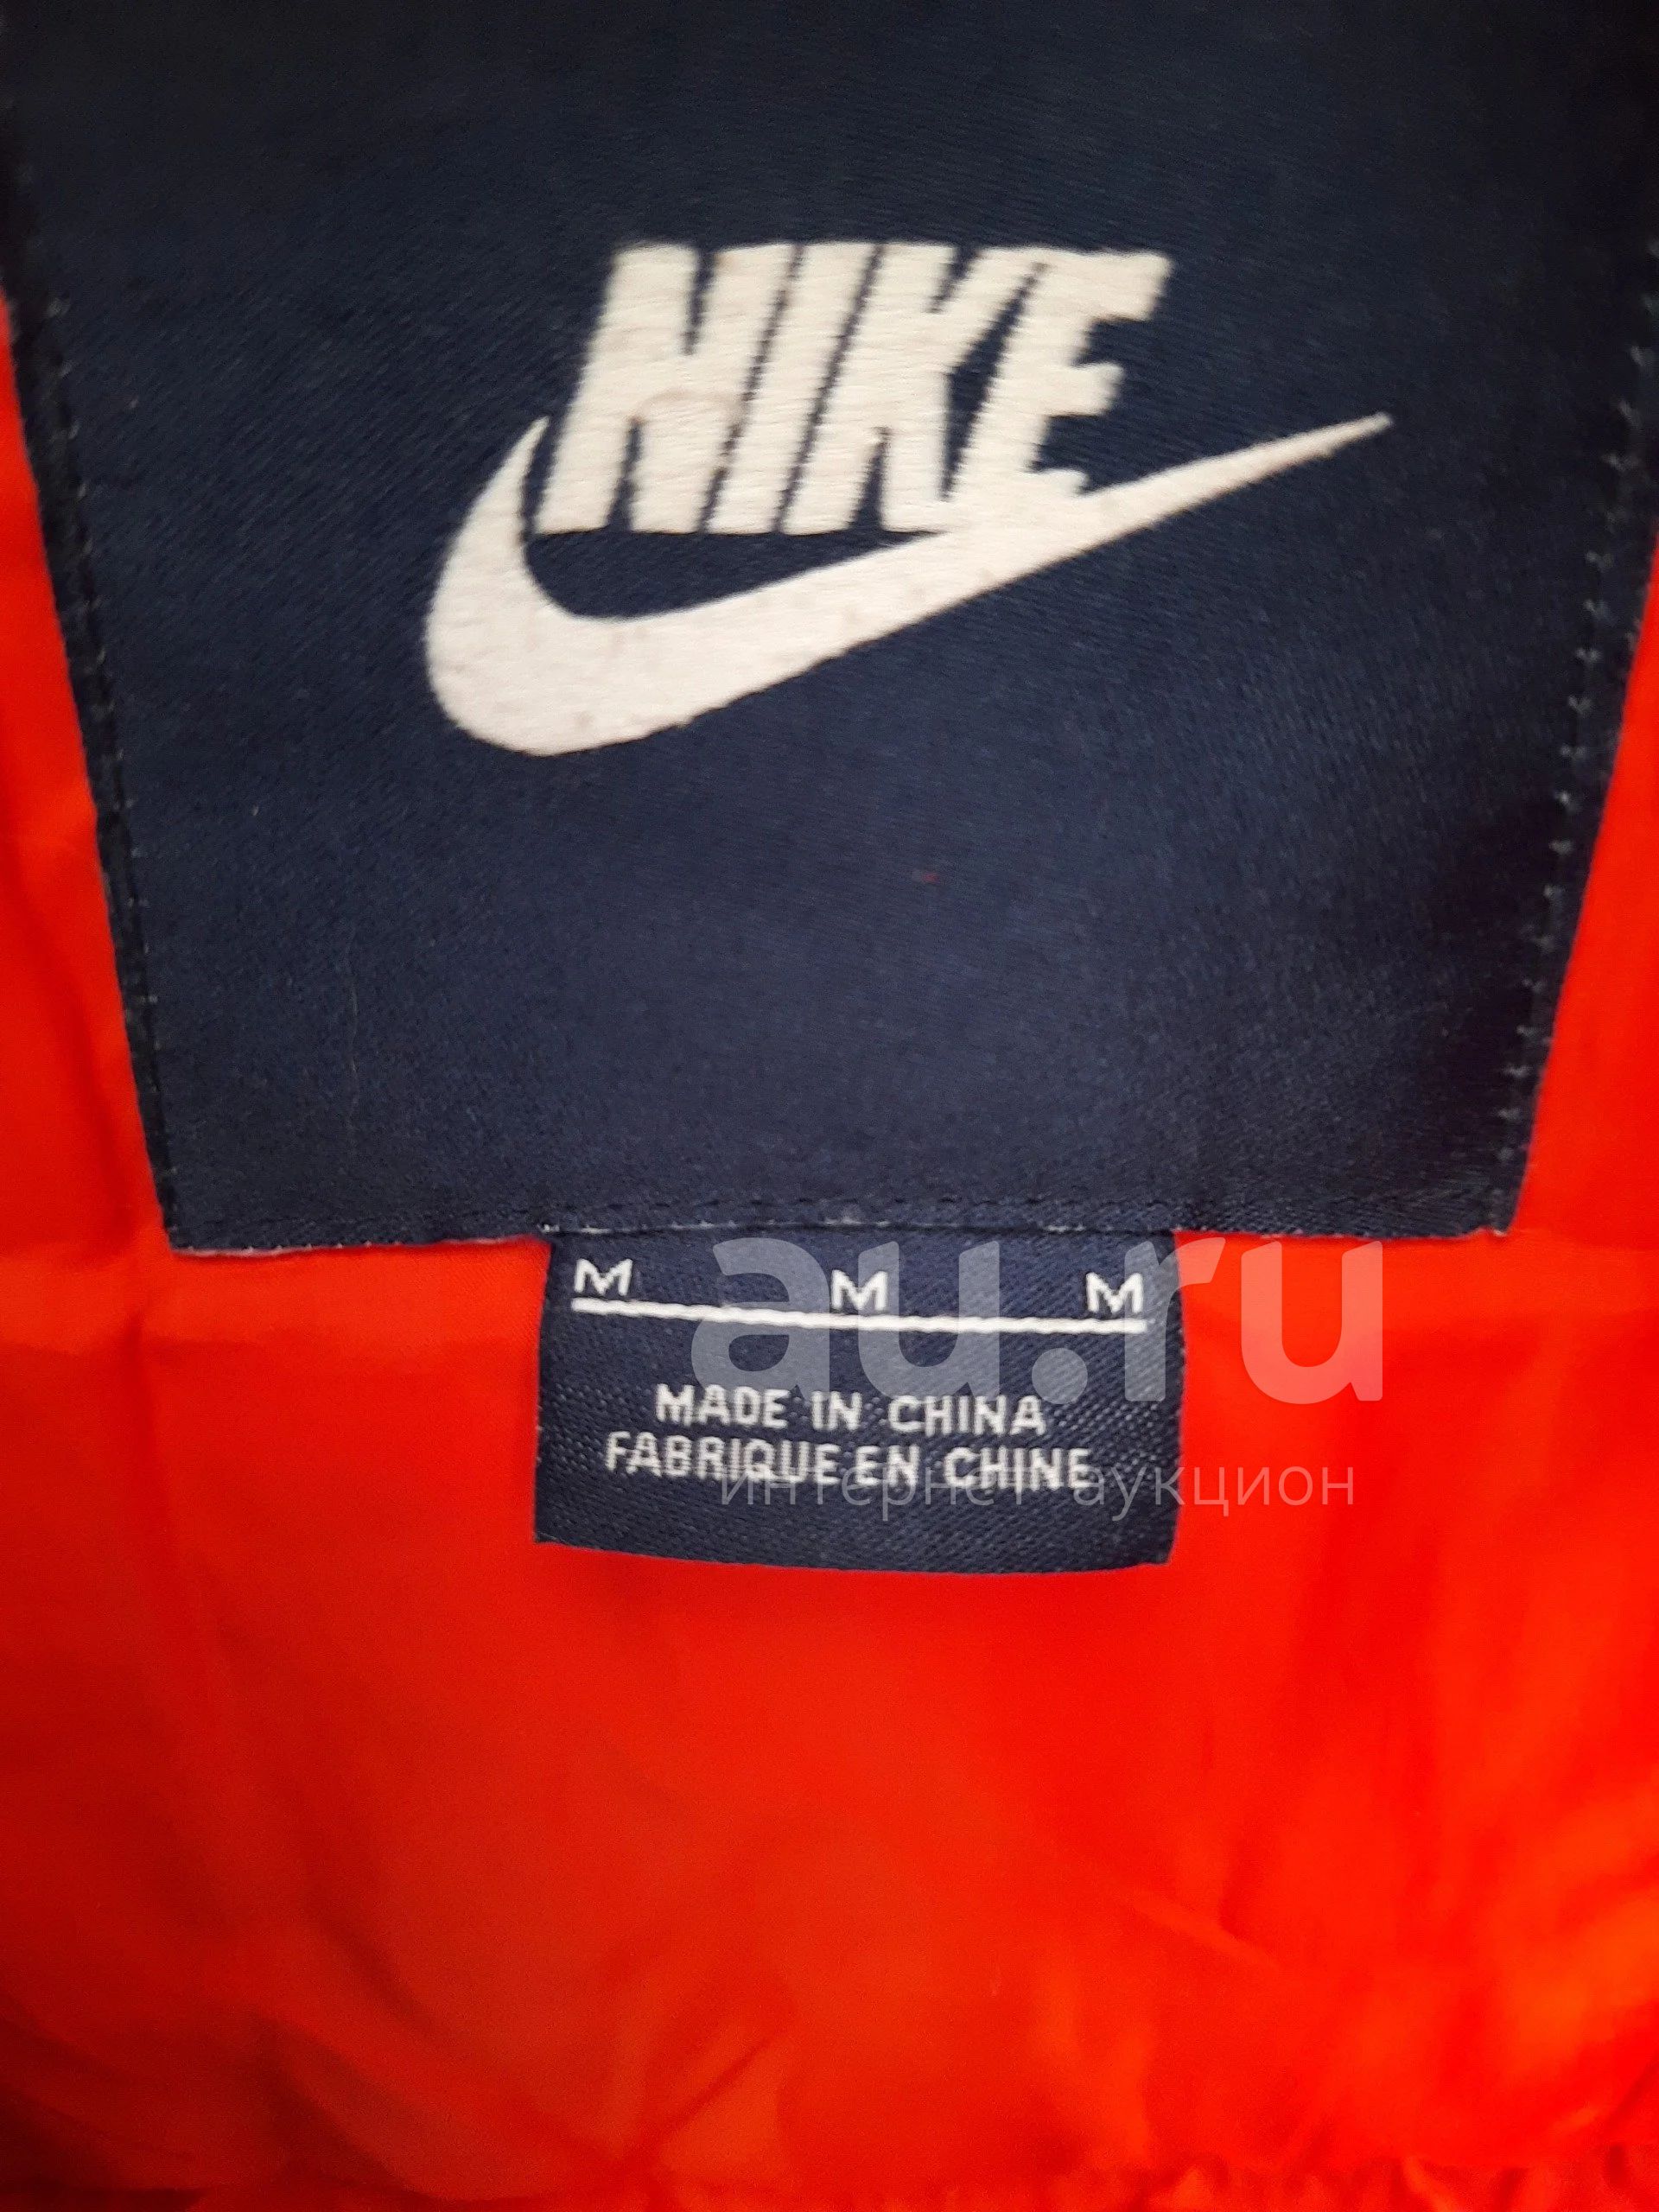 NIKE
M M M
au.ru
MADE IN CHINA
FABRIQUE EN CHINE
интернет аукцион